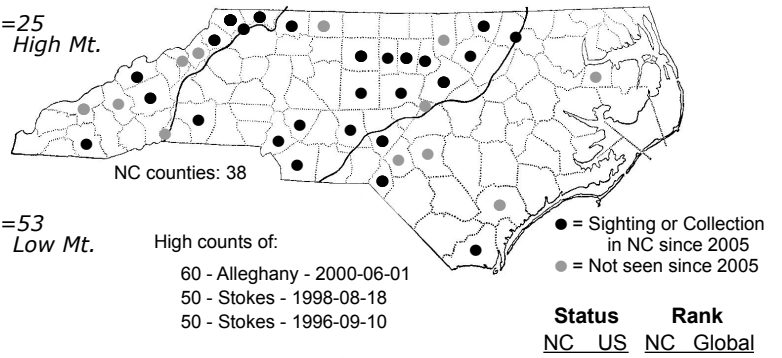 =25
High Mt.
NC counties: 38
=53
Low Mt.
High counts of:
60 - Alleghany - 2000-06-01
50 - Stokes - 1998-08-18
50 - Stokes - 1996-09-10
= Sighting or Collection
in NC since 2005
= Not seen since 2005
Status Rank
NC US NC Global